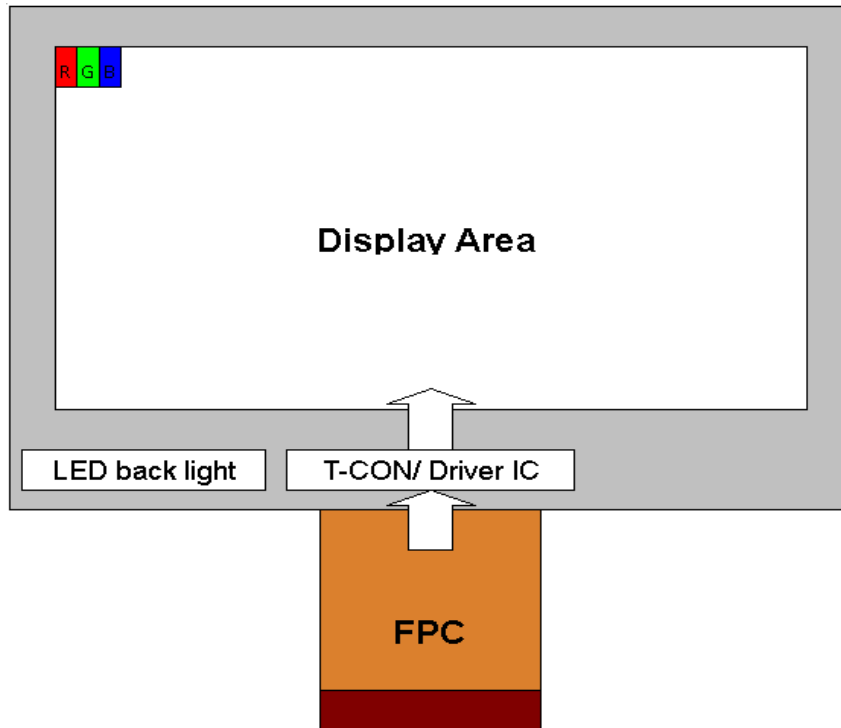 R G B
Display Area
LED back light
T-CON/ Driver IC
FPC